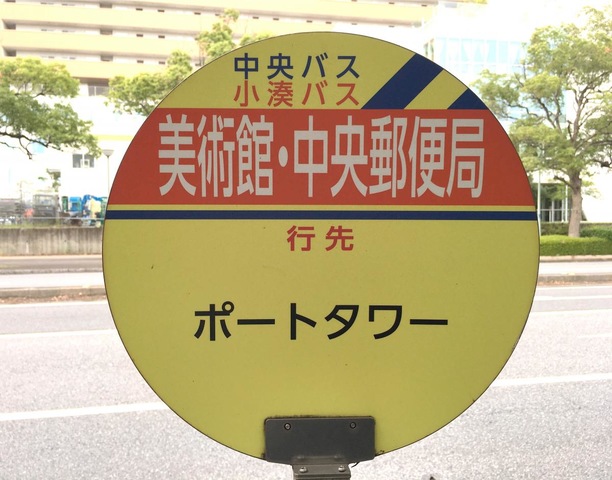 中央バス
小湊バス
美術館・中央郵便局
行先
ポートタワー